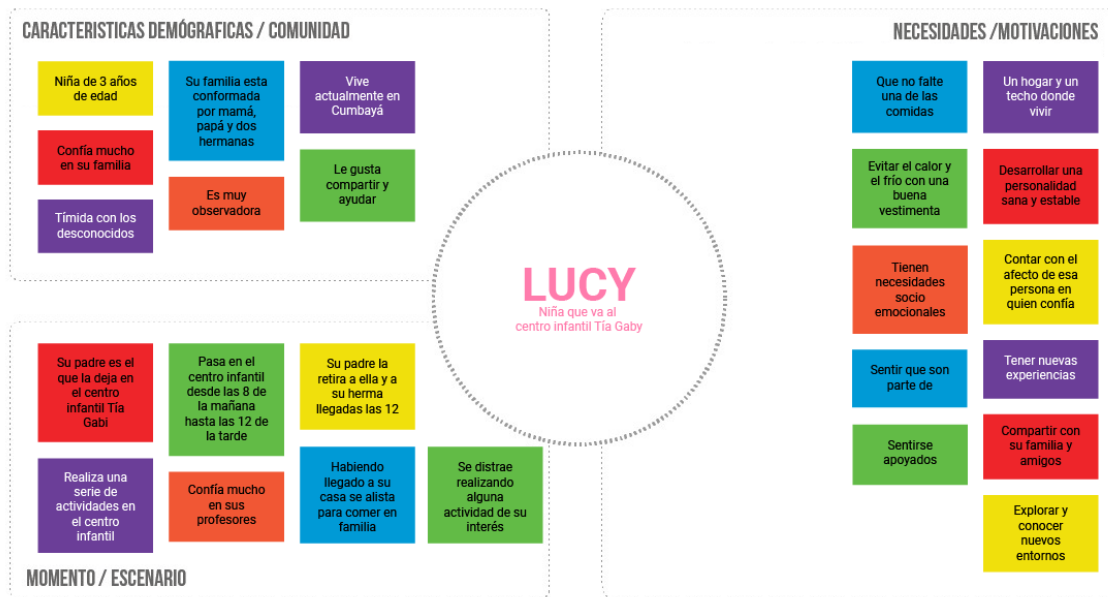 CARACTERISTICAS DEMÓGRAFICAS / COMUNIDAD
Niña de 3 años
de edad
Confía mucho
en su familia
Tímida con los
desconocidos
Su familia esta
conformada
por mamá,
papá y dos
hermanas
Es muy
observadora
Vive
actualmente en
Cumbayá
Le gusta
compartir y
ayudar
NECESIDADES /MOTIVACIONES
Que no falte
una de las
comidas
Evitar el calor y
el frío con una
buena
vestimenta
Tienen
necesidades
socio
emocionales
Sentir que son
parte de
Sentirse
apoyados
Un hogar y un
techo donde
vivir
Desarrollar una
personalidad
sana y estable
Contar con el
afecto de esa
persona en
quien confía
Tener nuevas
experiencias
Compartir con
su familia y
amigos
Explorar y
conocer
nuevos
entornos
LUCY
Niña que va al
centro infantil Tía Gaby
Su padre es el
que la deja en
el centro
infantil Tía
Gabi
Realiza una
serie de
actividades en
el centro
infantil
Pasa en el
centro infantil
desde las 8 de
la mañana
hasta las 12 de
la tarde
Confía mucho
en sus
profesores
Su padre la
retira a ella y a
su herma
llegadas las 12
Habiendo
llegado a su
casa se alista
para comer en
familia
Se distrae
realizando
alguna
actividad de su
interés
MOMENTO / ESCENARIO